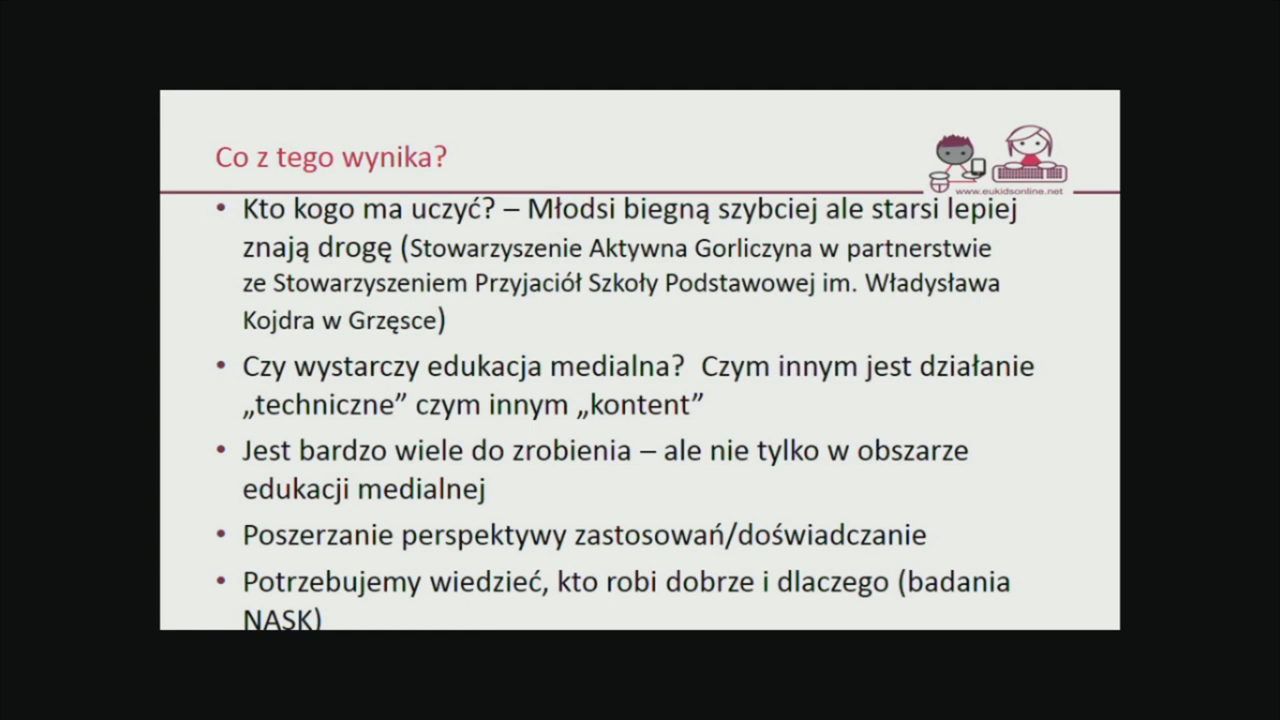 Co z tego wynika?
www.eukidsonline.net
• Kto kogo ma uczyć? – Młodsi biegną szybciej ale starsi lepiej
znają drogę (Stowarzyszenie Aktywna Gorliczyna w partnerstwie
ze Stowarzyszeniem Przyjaciół Szkoły Podstawowej im. Władysława
Kojdra w Grzęsce)
• Czy wystarczy edukacja medialna?  Czym innym jest działanie
„techniczne” czym innym „kontent”
• Jest bardzo wiele do zrobienia – ale nie tylko w obszarze
edukacji medialnej
• Poszerzanie perspektywy zastosowań/doświadczanie
• Potrzebujemy wiedzieć, kto robi dobrze i dlaczego (badania
NASK)